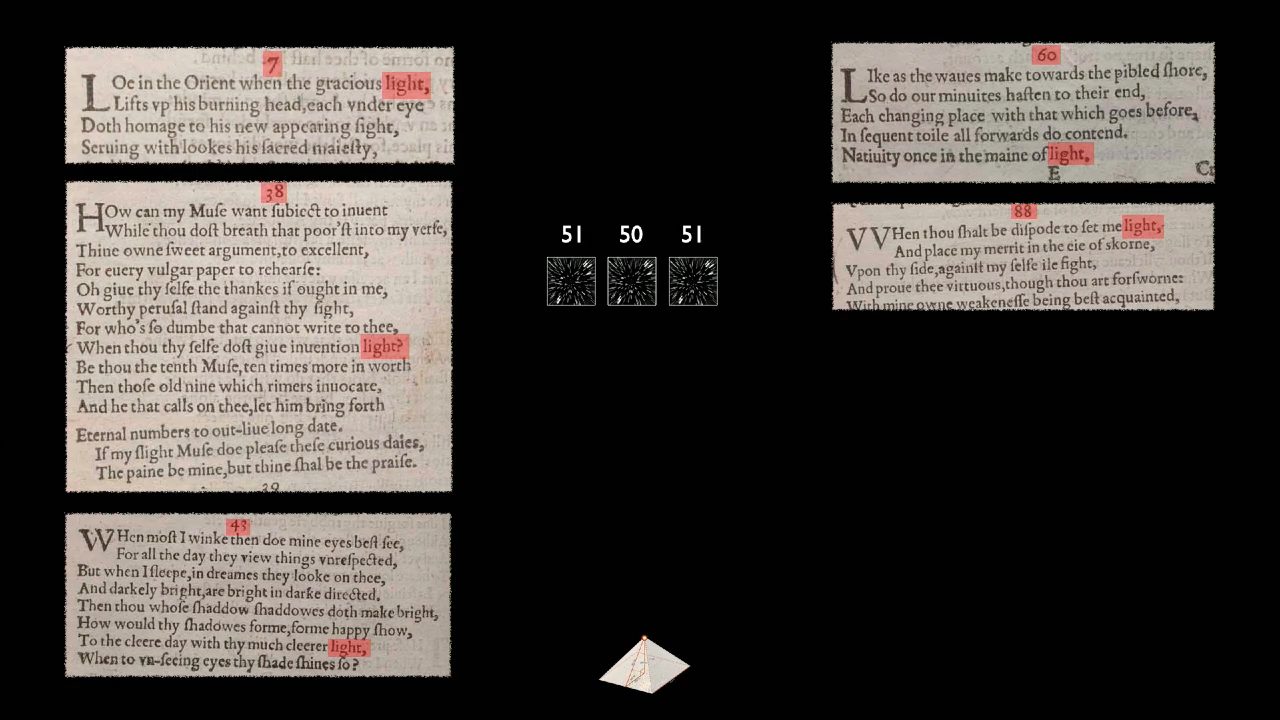 7
LOe in the Orient when the gracious light,
Lifts vp his burning head,each vnder eye
Doth homage to his new appearing ſight,
Seruing with lookes his ſacred maieſty,
38
HOw can my Muſe want ſubiect to inuent
While thou doſt breath that poor'ſt into my verſe,
Thine owne ſweet argument,to excellent,
For euery vulgar paper to rehearſe:
Oh giue thy ſelfe the thankes if ought in me,
Worthy peruſal ſtand againſt thy ſight,
For who's ſo dumbe that cannot write to thee,
When thou thy ſelfe doſt giue inuention light?
Be thou the tenth Muſe,ten times more in worth
Then thoſe old nine which rimers inuocate,
And he that calls on thee,let him bring forth
Eternal numbers to out-liue long date.
If my ſlight Muſe doe pleaſe theſe curious daies,
The paine be mine,but thine ſhal be the praiſe.
39
43
WHen moſt I winke then doe mine eyes beſt ſee,
For all the day they view things vnreſpected,
But when I ſleepe,in dreames they looke on thee,
And darkely bright,are bright in darke directed.
Then thou whoſe ſhaddow ſhaddowes doth make bright,
How would thy ſhadowes forme,forme happy ſhow,
To the cleere day with thy much cleerer light,
When to vn-ſeeing eyes thy ſhade ſhines ſo?
51 50 51
60
LIke as the waues make towards the pibled ſhore,
So do our minuites haſten to their end,
Each changing place with that which goes before,
In ſequent toile all forwards do contend.
Natiuity once in the maine of light,
E
88
VVHen thou ſhalt be diſpode to ſet me light,
And place my merrit in the eie of skorne,
Vpon thy ſide,againſt my ſelfe ile fight,
And proue thee virtuous,though thou art forſworne:
With mine owne weakeneſſe being beſt acquainted,